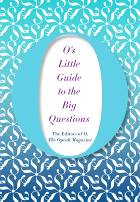 O's
Little
Guide
to the
Big
Questions
The Editors of O,
The Oprah Magazine